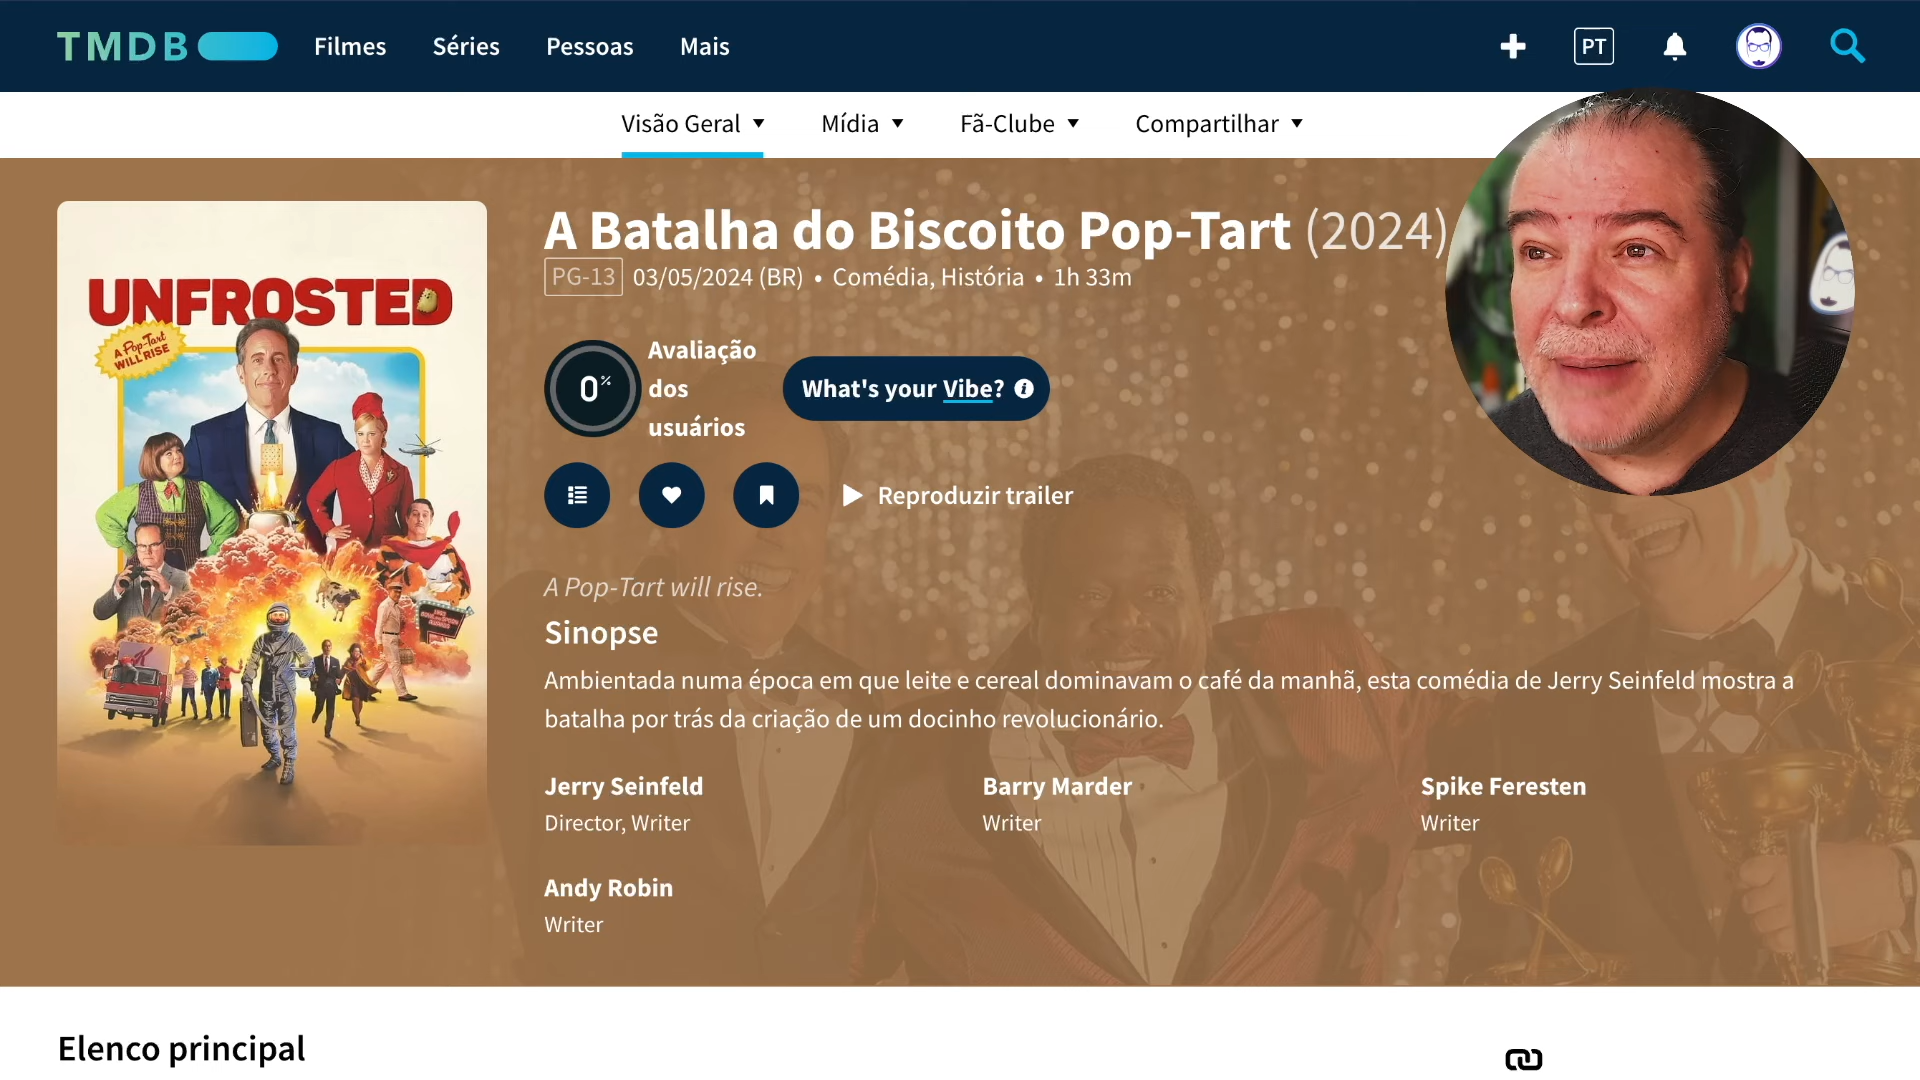 TMDB
Filmes
Séries
Pessoas
Mais
PT
Visão Geral
Mídia
Fã-Clube
Compartilhar
UNFROSTED
A Pop-Tart
WILL RISE
A Batalha do Biscoito Pop-Tart (2024)
PG-13 03/05/2024 (BR) • Comédia, História • 1h 33m
0%
Avaliação
dos
usuários
What's your Vibe?
Reproduzir trailer
A Pop-Tart will rise.
Sinopse
Ambientada numa época em que leite e cereal dominavam o café da manhã, esta comédia de Jerry Seinfeld mostra a
batalha por trás da criação de um docinho revolucionário.
Jerry Seinfeld
Director, Writer
Barry Marder
Writer
Spike Feresten
Writer
Andy Robin
Writer
Elenco principal